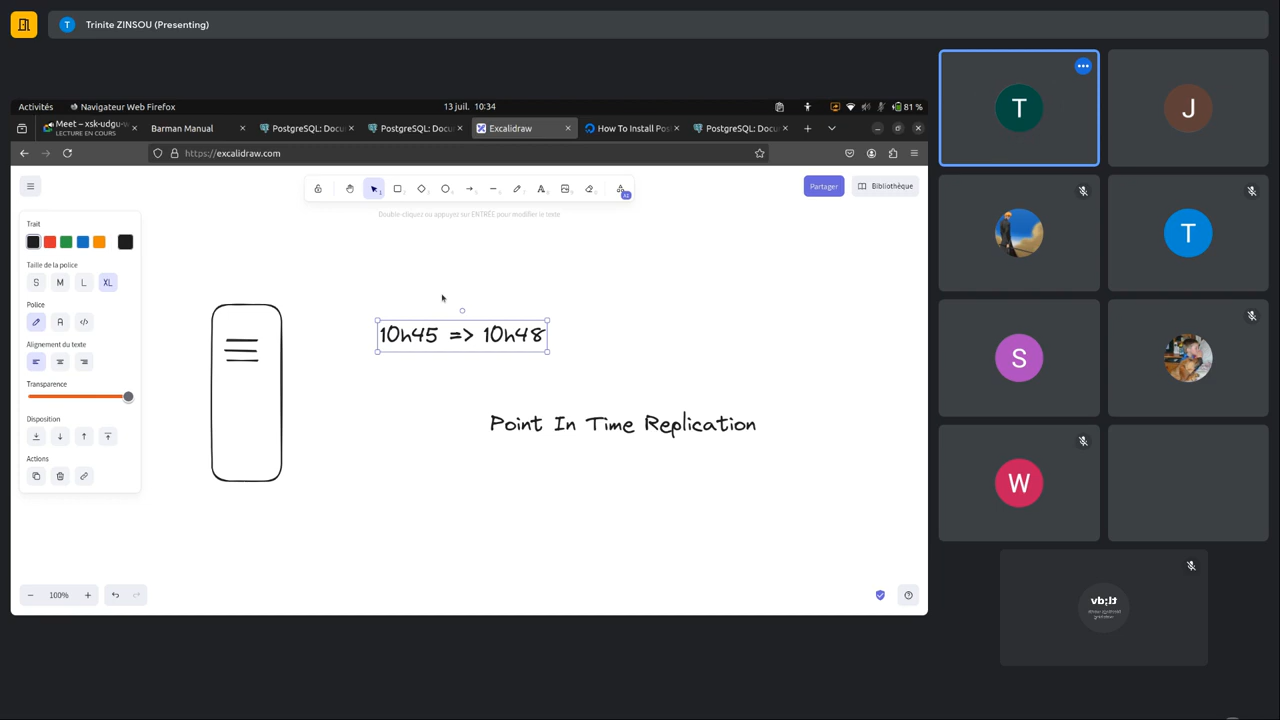 T Trinite ZINSOU (Presenting)
Activités
Navigateur Web Firefox
13 juil. 10:34
81 %
Meet – xsk-udgu-w
LECTURE EN COURS
Barman Manual
PostgreSQL: Docu
PostgreSQL: Docu
Excalidraw
How To Install Pos
PostgreSQL: Docu
https://excalidraw.com
Partager
Bibliothèque
Double-cliquez ou appuyez sur ENTRÉE pour modifier le texte
Trait
Taille de la police
S M L XL
Police
A </>
Alignement du texte
Transparence
Disposition
Actions
10h45 => 10h48
Point In Time Replication
100%
T
J
T
S
W